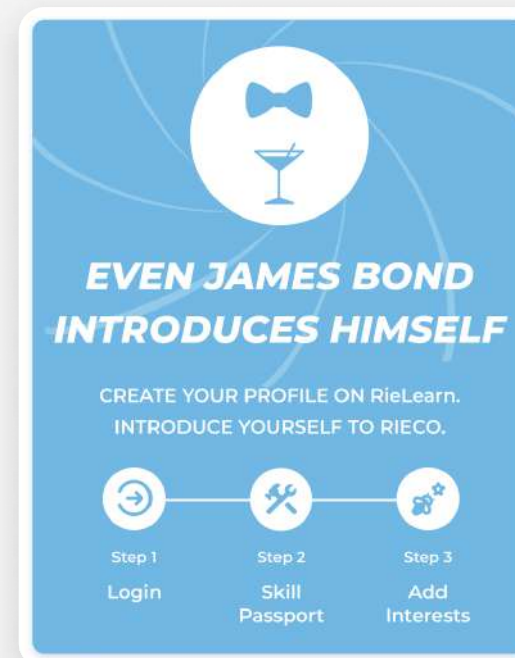 EVEN JAMES BOND
INTRODUCES HIMSELF
CREATE YOUR PROFILE ON RieLearn.
INTRODUCE YOURSELF TO RIECO.
Step 1
Step 2
Step 3
Login
Skill
Passport
Add
Interests